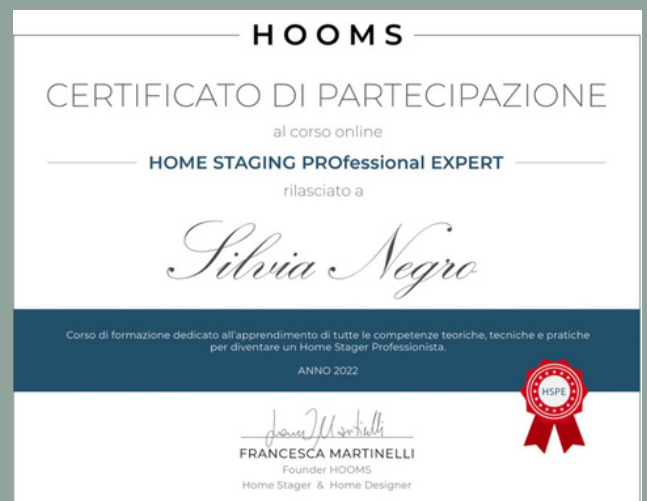 HOOMS
CERTIFICATO DI PARTECIPAZIONE
al corso online
HOME STAGING PROfessional EXPERT
rilasciato a
Silvia Negro
Corso di formazione dedicato all'apprendimento di tutte le competenze teoriche, tecniche e pratiche
per diventare un Home Stager Professionista.
ANNO 2022
HSPE
FRANCESCA MARTINELLI
Founder HOOMS
Home Stager & Home Designer